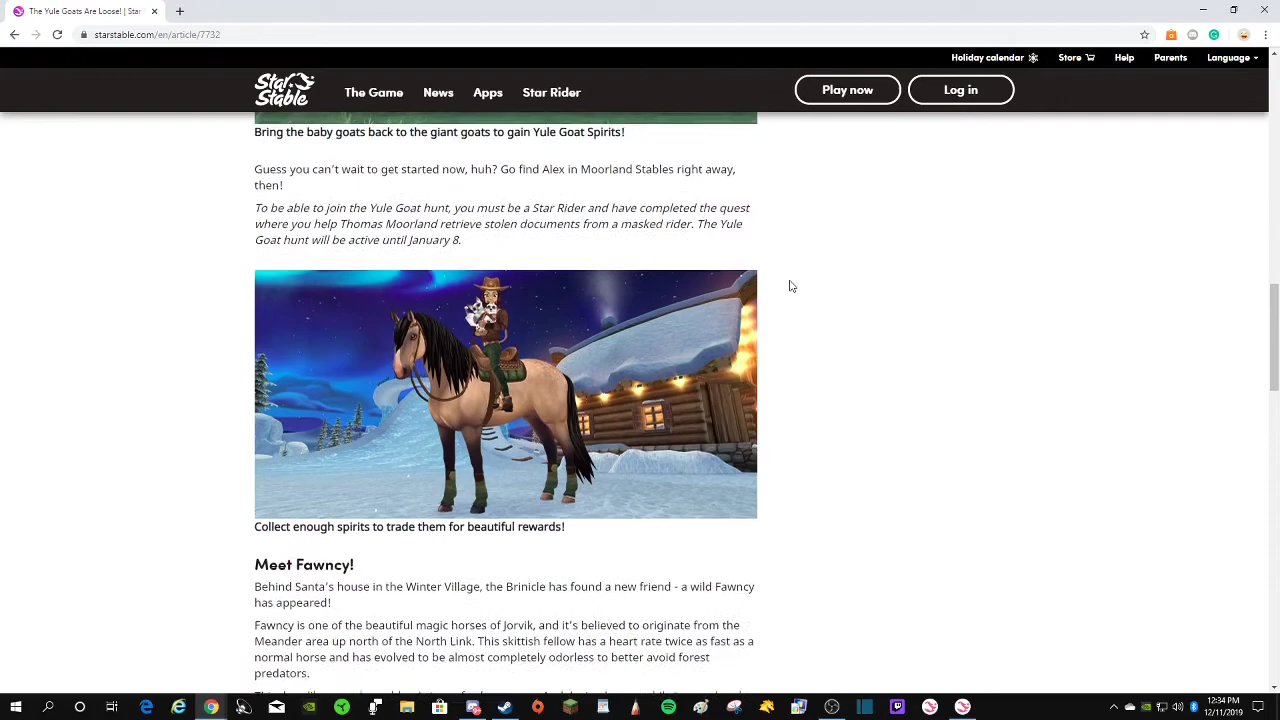 The Yule Goats Are Loose! | Star
starstable.com/en/article/7732
Holiday calendar
Store
Help
Parents
Language
Star Stable
The Game
News
Apps
Star Rider
Play now
Log in
Bring the baby goats back to the giant goats to gain Yule Goat Spirits!
Guess you can't wait to get started now, huh? Go find Alex in Moorland Stables right away,
then!
To be able to join the Yule Goat hunt, you must be a Star Rider and have completed the quest
where you help Thomas Moorland retrieve stolen documents from a masked rider. The Yule
Goat hunt will be active until January 8.
Collect enough spirits to trade them for beautiful rewards!
Meet Fawncy!
Behind Santa's house in the Winter Village, the Brinicle has found a new friend - a wild Fawncy
has appeared!
Fawncy is one of the beautiful magic horses of Jorvik, and it's believed to originate from the
Meander area up north of the North Link. This skittish fellow has a heart rate twice as fast as a
normal horse and has evolved to be almost completely odorless to better avoid forest
predators.
12:34 PM
12/11/2019